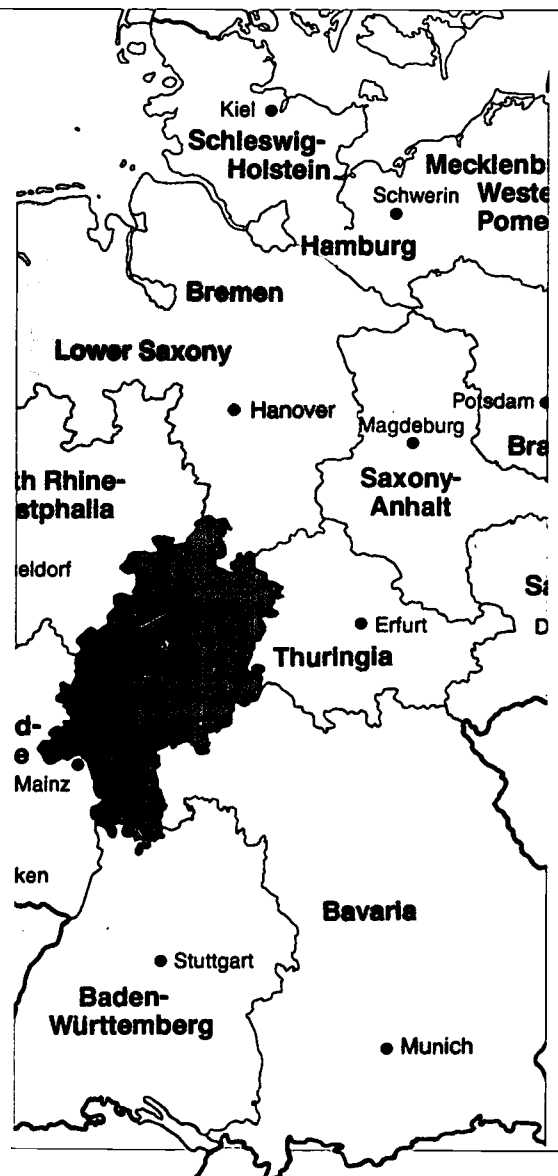 Kiel
Schleswig-
Holstein
Mecklenb
Weste
Pome
Schwerin
Hamburg
Bremen
Lower Saxony
Hanover
Potsdam
Magdeburg
Bra
th Rhine-
stphalia
Saxony-
Anhalt
eldorf
Sa
Erfurt
D
Thuringia
d-
e
Mainz
ken
Bavaria
Stuttgart
Baden-
Württemberg
Munich